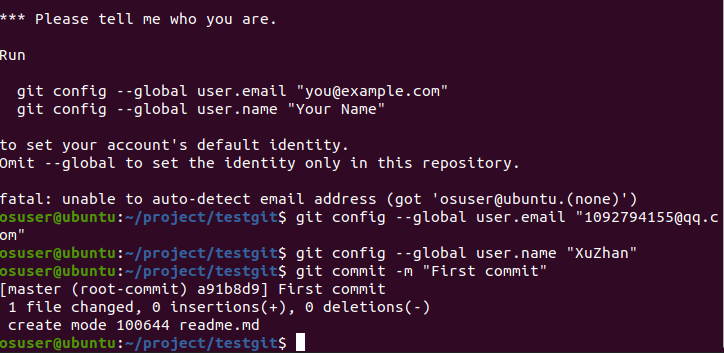 *** Please tell me who you are.
Run
git config --global user.email "you@example.com"
git config --global user.name "Your Name"
to set your account's default identity.
Omit --global to set the identity only in this repository.
fatal: unable to auto-detect email address (got 'osuser@ubuntu.(none)')
osuser@ubuntu:~/project/testgit$ git config --global user.email "1092794155@qq.c
om"
osuser@ubuntu:~/project/testgit$ git config --global user.name "XuZhan"
osuser@ubuntu:~/project/testgit$ git commit -m "First commit"
[master (root-commit) a91b8d9] First commit
1 file changed, 0 insertions(+), 0 deletions(-)
create mode 100644 readme.md
osuser@ubuntu:~/project/testgit$